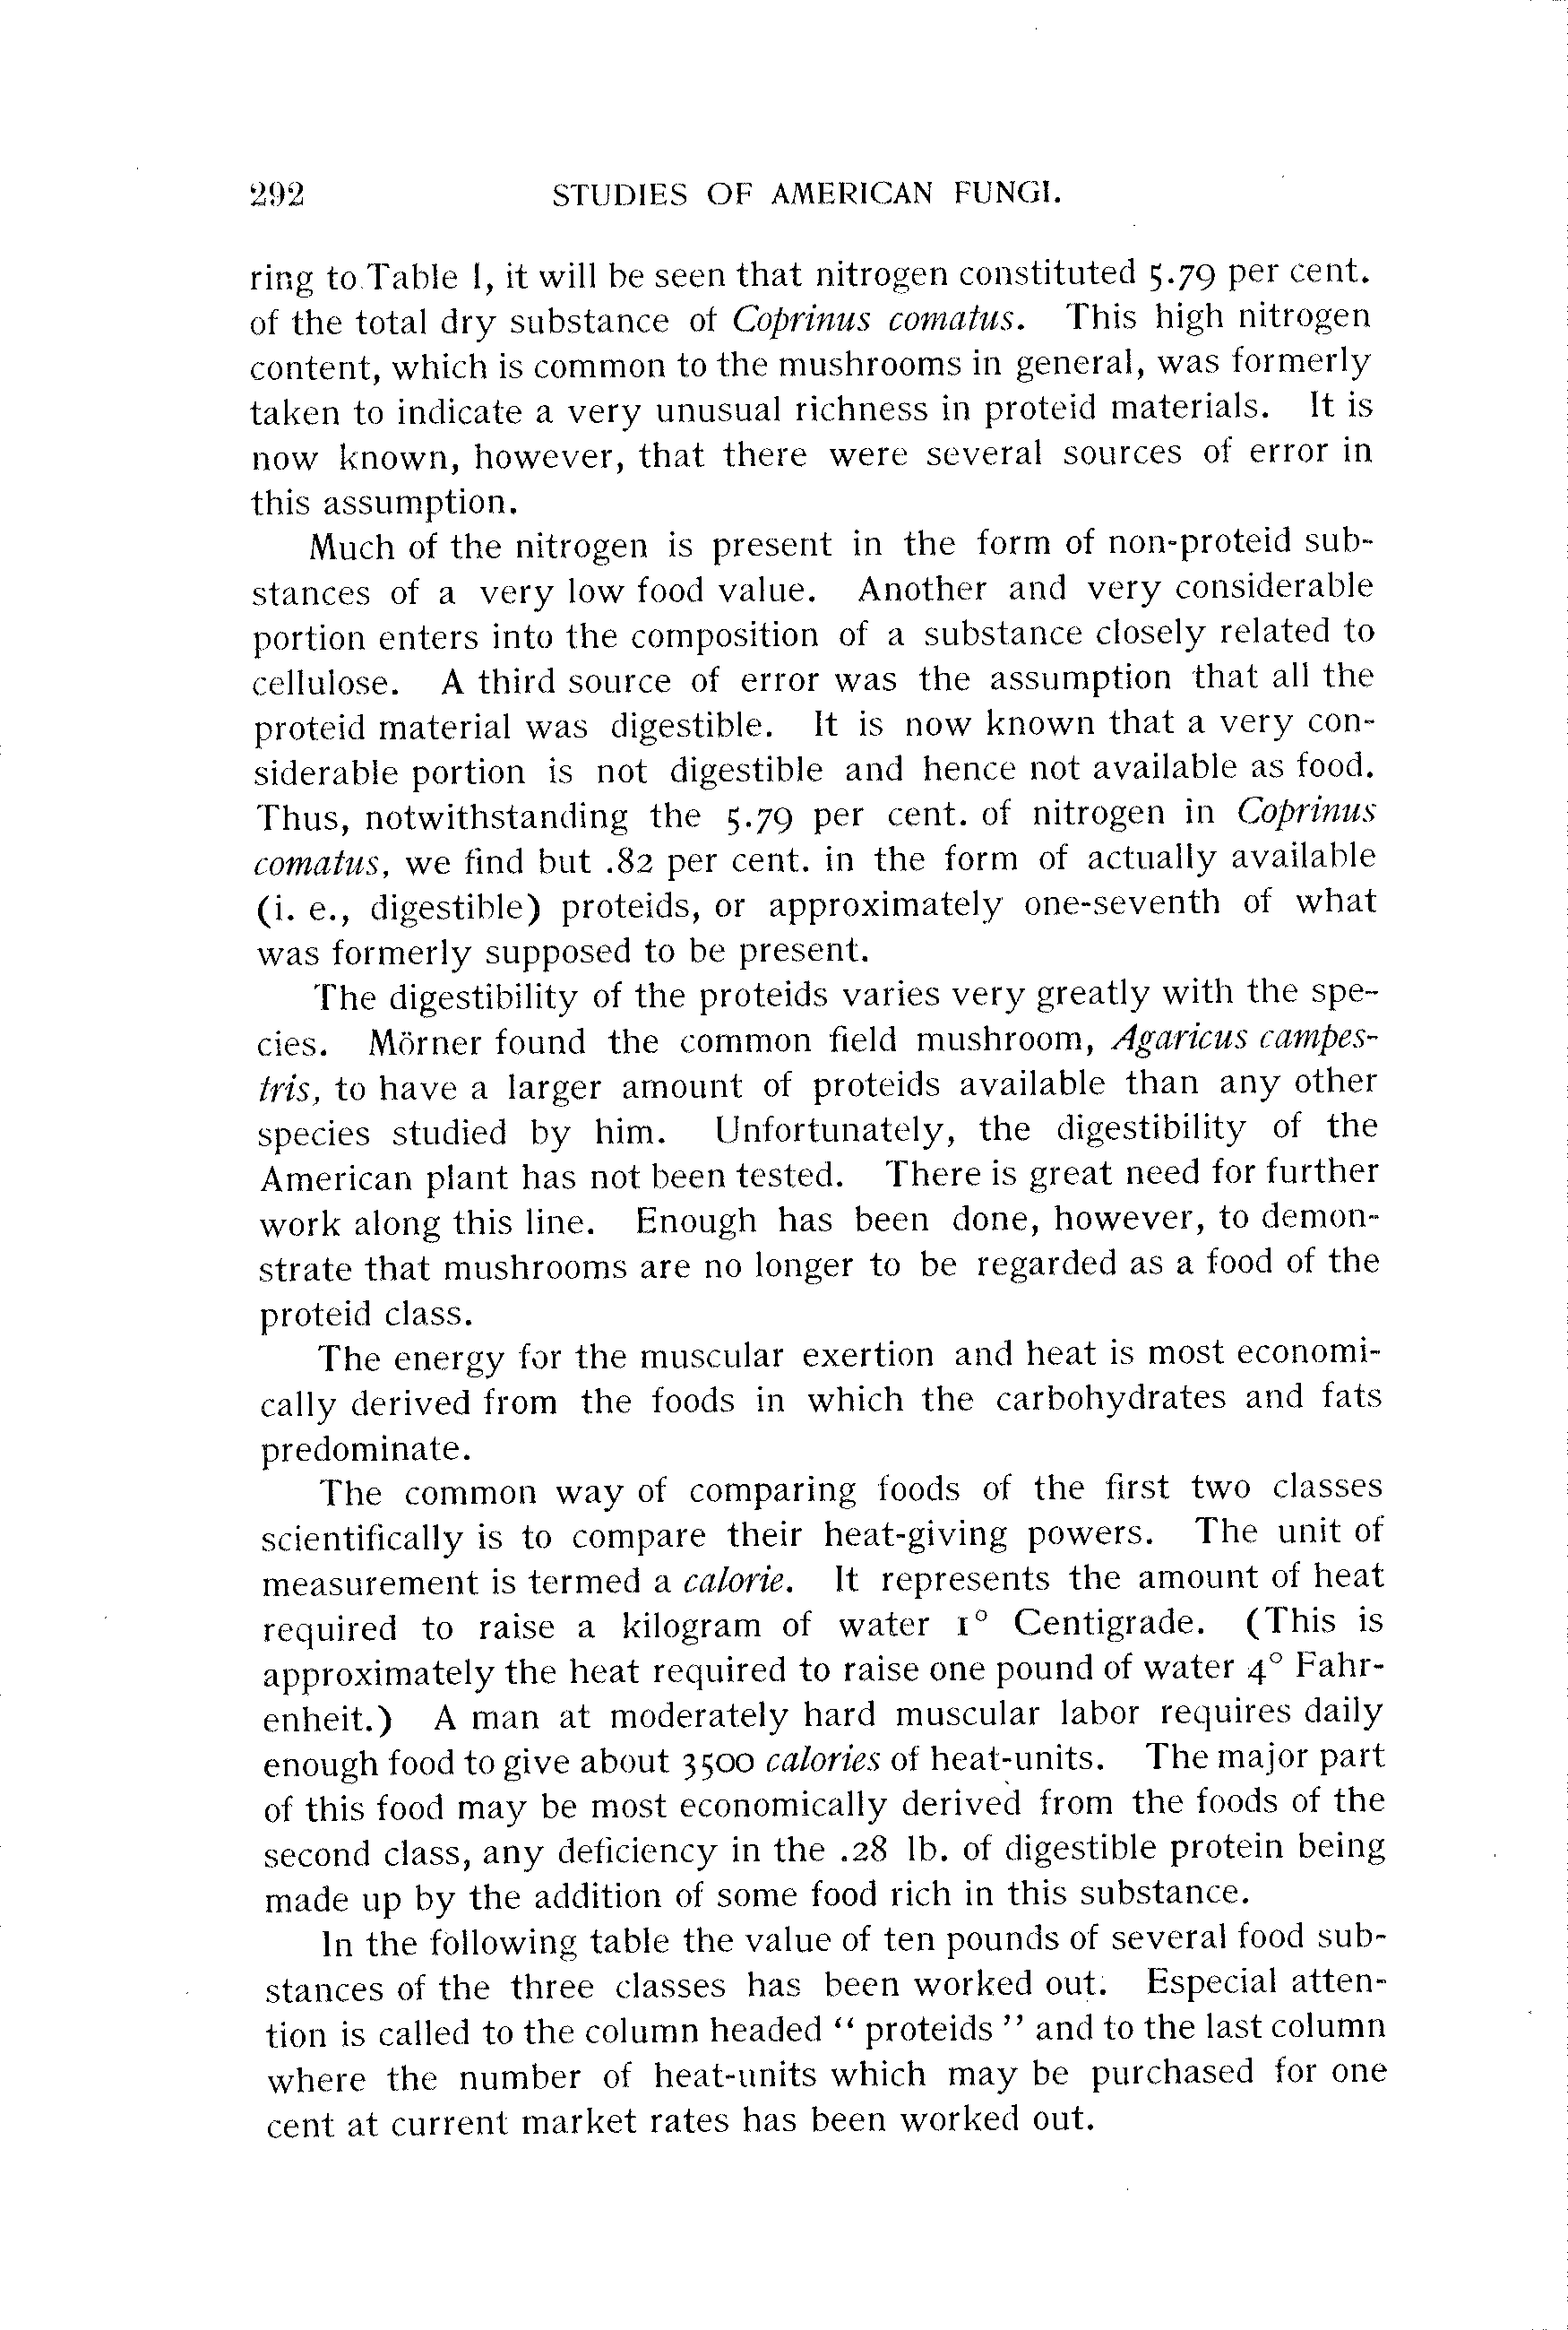 292 STUDIES OF AMERICAN FUNGI.
ring to Table I, it will be seen that nitrogen constituted 5.79 per cent.
of the total dry substance of Coprinus comatus. This high nitrogen
content, which is common to the mushrooms in general, was formerly
taken to indicate a very unusual richness in proteid materials. It is
now known, however, that there were several sources of error in
this assumption.
Much of the nitrogen is present in the form of non-proteid sub-
stances of a very low food value. Another and very considerable
portion enters into the composition of a substance closely related to
cellulose. A third source of error was the assumption that all the
proteid material was digestible. It is now known that a very con-
siderable portion is not digestible and hence not available as food.
Thus, notwithstanding the 5.79 per cent. of nitrogen in Coprinus
comatus, we find but .82 per cent. in the form of actually available
(i. e., digestible) proteids, or approximately one-seventh of what
was formerly supposed to be present.
The digestibility of the proteids varies very greatly with the spe-
cies. Mörner found the common field mushroom, Agaricus campes-
tris, to have a larger amount of proteids available than any other
species studied by him. Unfortunately, the digestibility of the
American plant has not been tested. There is great need for further
work along this line. Enough has been done, however, to demon-
strate that mushrooms are no longer to be regarded as a food of the
proteid class.
The energy for the muscular exertion and heat is most economi-
cally derived from the foods in which the carbohydrates and fats
predominate.
The common way of comparing foods of the first two classes
scientifically is to compare their heat-giving powers. The unit of
measurement is termed a calorie. It represents the amount of heat
required to raise a kilogram of water 1° Centigrade. (This is
approximately the heat required to raise one pound of water 4° Fahr-
enheit.) A man at moderately hard muscular labor requires daily
enough food to give about 3500 calories of heat-units. The major part
of this food may be most economically derived from the foods of the
second class, any deficiency in the .28 lb. of digestible protein being
made up by the addition of some food rich in this substance.
In the following table the value of ten pounds of several food sub-
stances of the three classes has been worked out. Especial atten-
tion is called to the column headed “ proteids ” and to the last column
where the number of heat-units which may be purchased for one
cent at current market rates has been worked out.